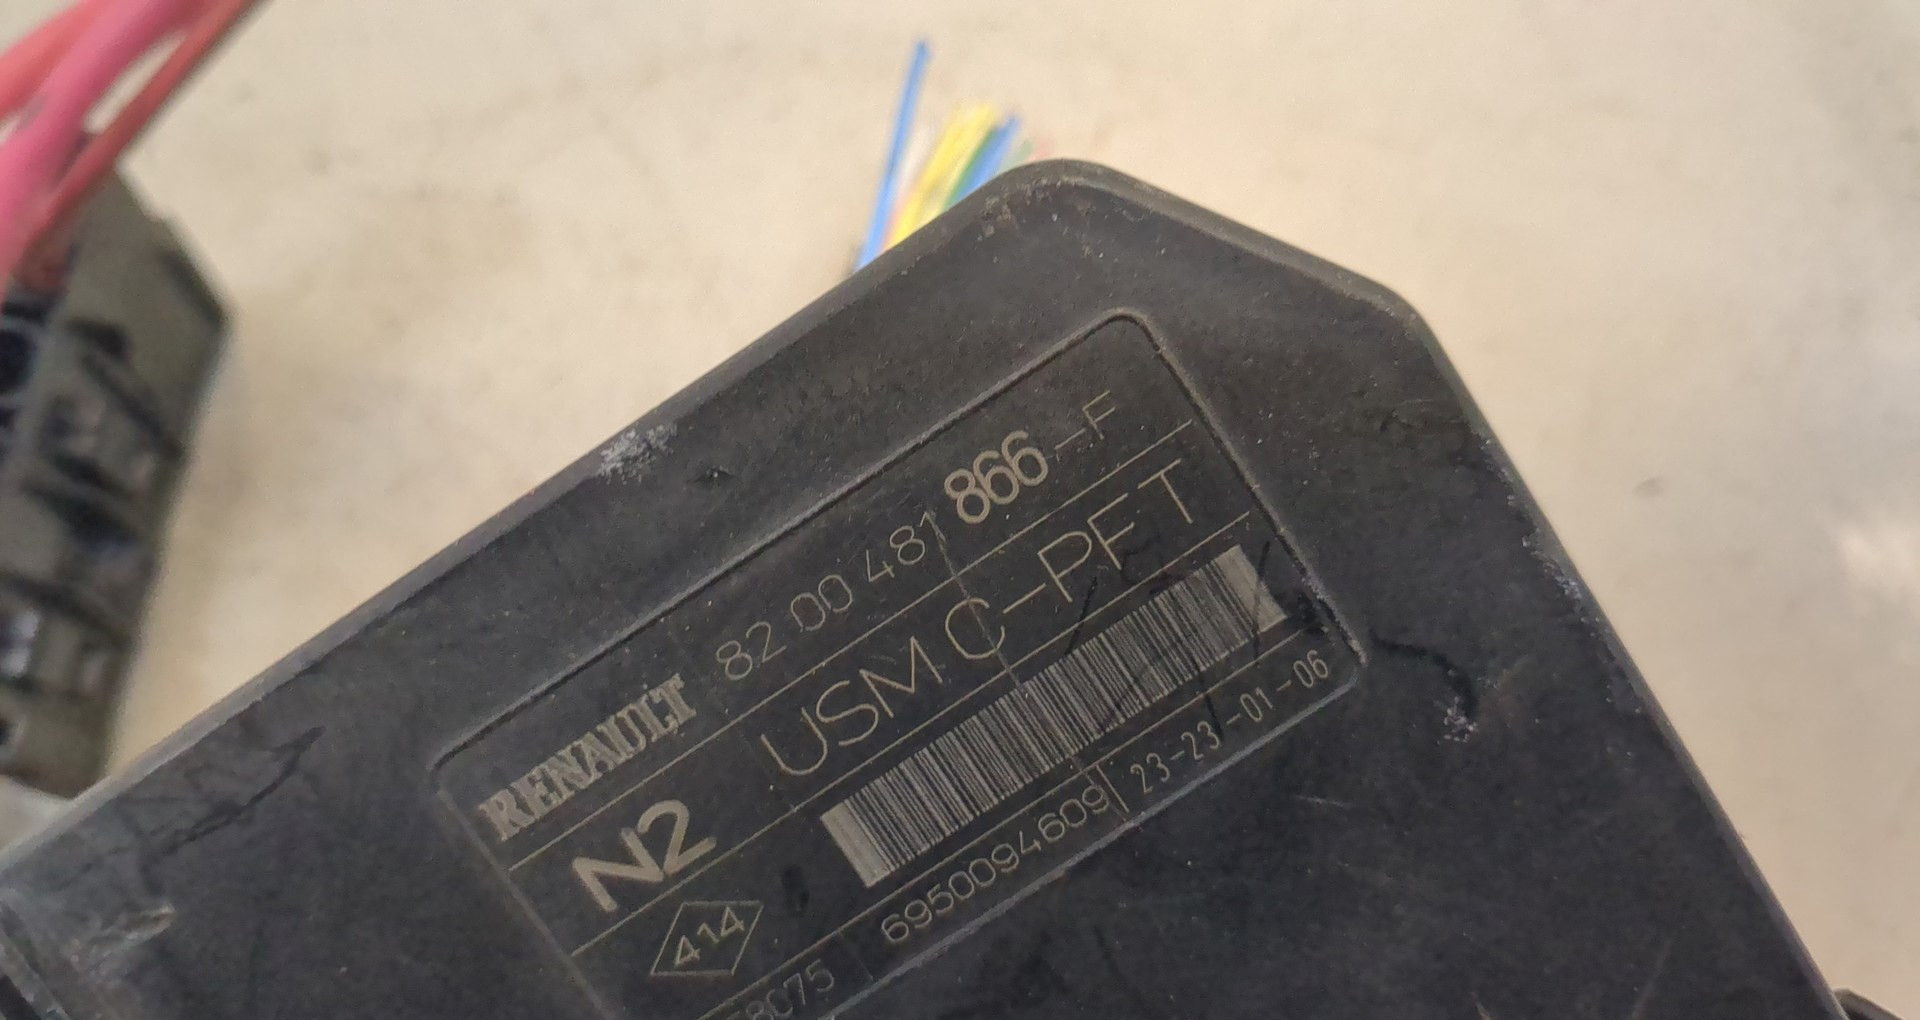 RENAULT 82 00 481 866-F
N2 USM C-PFT
414
6950094609 23-23-01-06